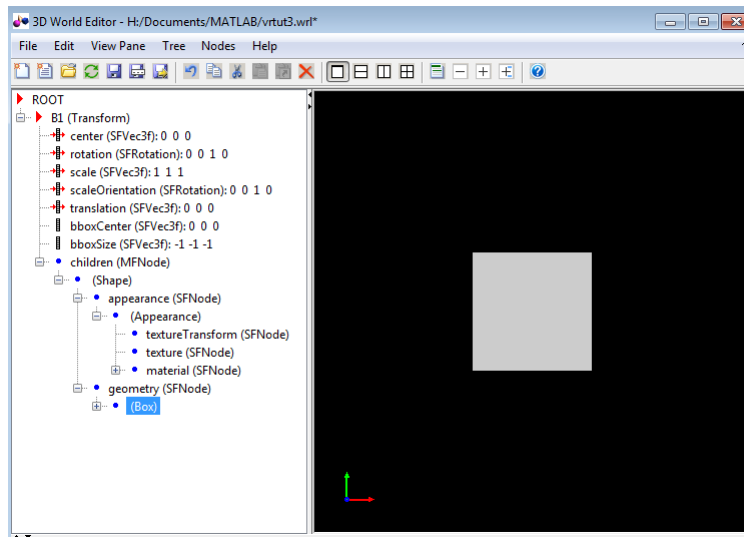 3D World Editor - H:/Documents/MATLAB/vrtut3.wrl*
File Edit View Pane Tree Nodes Help
ROOT
B1 (Transform)
center (SFVec3f): 0 0 0
rotation (SFRotation): 0 0 1 0
scale (SFVec3f): 1 1 1
scaleOrientation (SFRotation): 0 0 1 0
translation (SFVec3f): 0 0 0
bboxCenter (SFVec3f): 0 0 0
bboxSize (SFVec3f): -1 -1 -1
children (MFNode)
(Shape)
appearance (SFNode)
(Appearance)
textureTransform (SFNode)
texture (SFNode)
material (SFNode)
geometry (SFNode)
(Box)